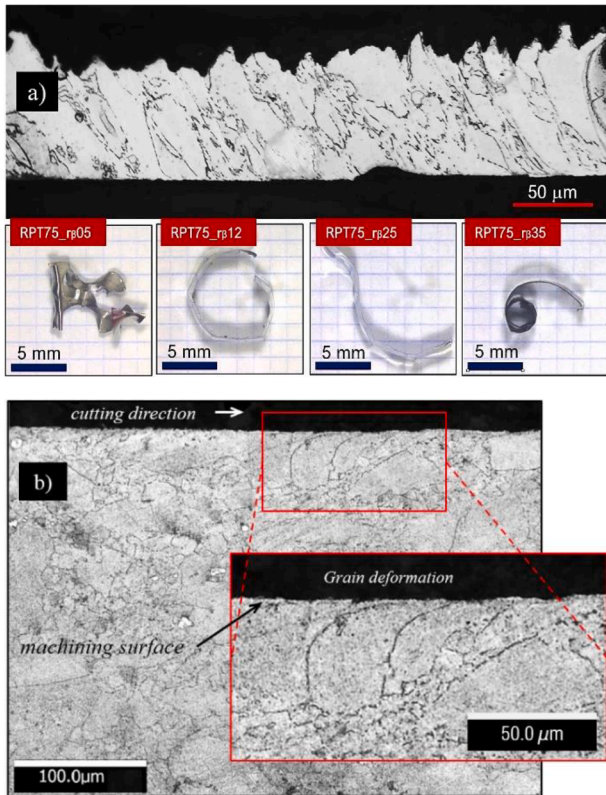 a)
50 µm
RPT75_rβ05
RPT75_rβ12
RPT75_rβ25
RPT75_rβ35
5 mm
5 mm
5 mm
5 mm
cutting direction
b)
Grain deformation
machining surface
50.0 µm
100.0µm